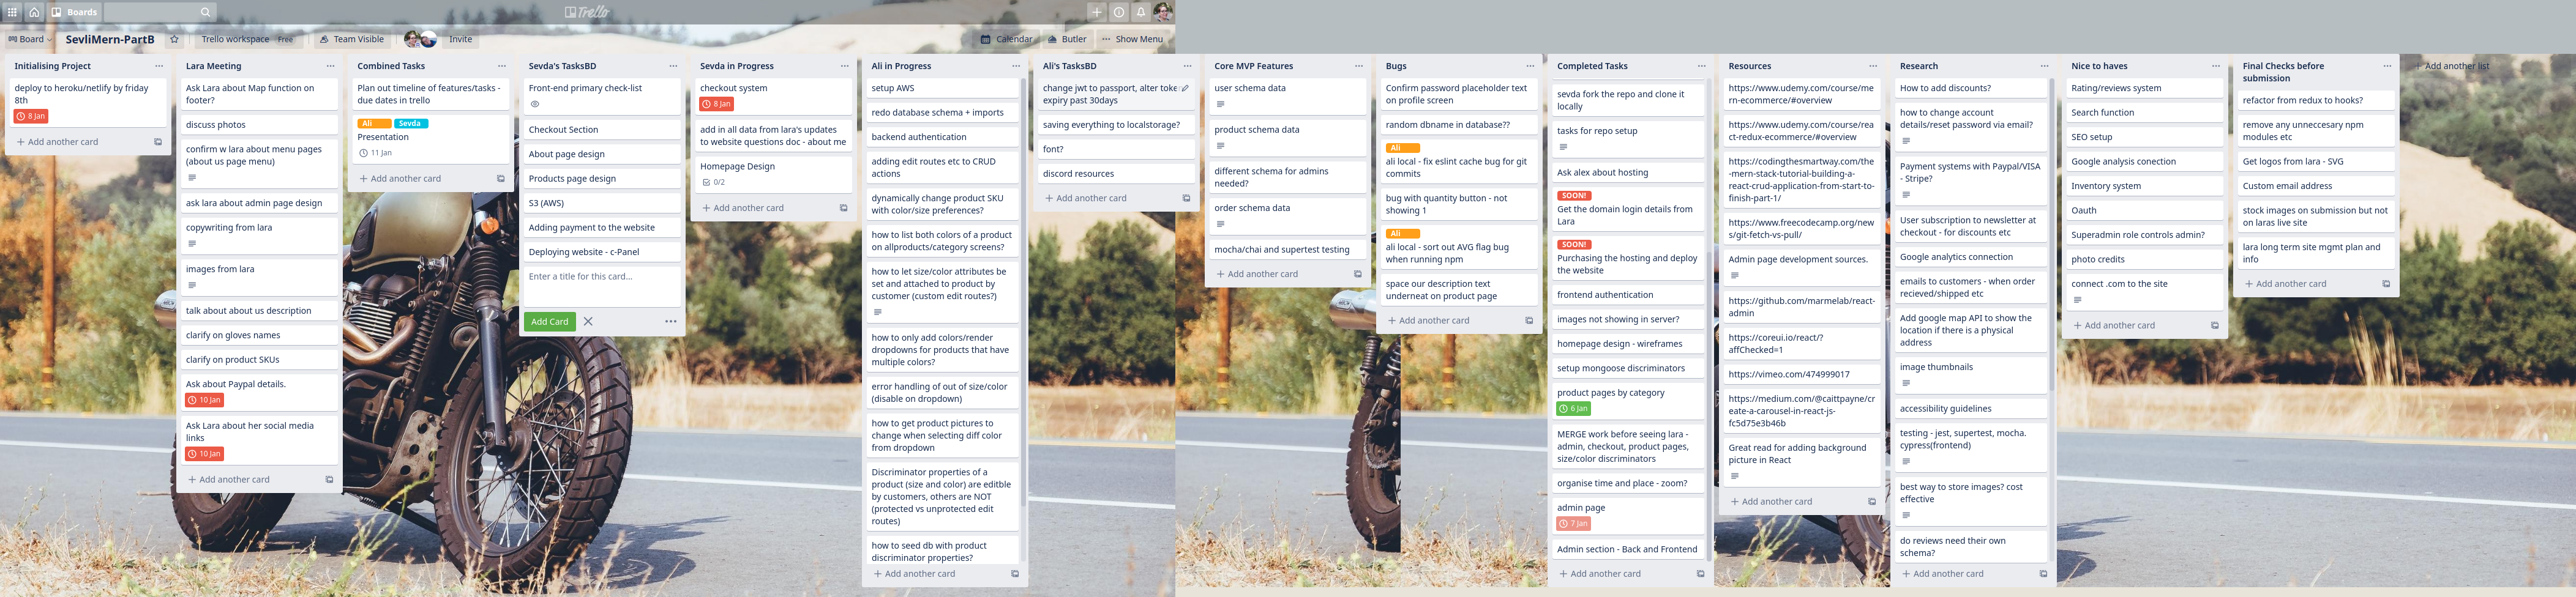 Boards
Trello
Board
SevliMern-PartB
Trello workspace
Free
Team Visible
Invite
Calendar
Butler
Show Menu
Initialising Project
deploy to heroku/netlify by friday
8th
8 Jan
Add another card
Lara Meeting
Ask Lara about Map function on
footer?
discuss photos
confirm w lara about menu pages
(about us page menu)
ask lara about admin page design
copywriting from lara
images from lara
talk about about us description
clarify on gloves names
clarify on product SKUs
Ask about Paypal details.
10 Jan
Ask Lara about her social media
links
10 Jan
Add another card
Combined Tasks
Plan out timeline of features/tasks -
due dates in trello
Ali
Sevda
Presentation
11 Jan
Add another card
Sevda's TasksBD
Front-end primary check-list
Checkout Section
About page design
Products page design
S3 (AWS)
Adding payment to the website
Deploying website - c-Panel
Enter a title for this card...
Add Card
Sevda in Progress
checkout system
8 Jan
add in all data from lara's updates
to website questions doc - about me
Homepage Design
0/2
Add another card
Ali in Progress
setup AWS
redo database schema + imports
backend authentication
adding edit routes etc to CRUD
actions
dynamically change product SKU
with color/size preferences?
how to list both colors of a product
on allproducts/category screens?
how to let size/color attributes be
set and attached to product by
customer (custom edit routes?)
how to only add colors/render
dropdowns for products that have
multiple colors?
error handling of out of size/color
(disable on dropdown)
how to get product pictures to
change when selecting diff color
from dropdown
Discriminator properties of a
product (size and color) are editble
by customers, others are NOT
(protected vs unprotected edit
routes)
how to seed db with product
discriminator properties?
Add another card
Ali's TasksBD
change jwt to passport, alter toke
expiry past 30days
saving everything to localstorage?
font?
discord resources
Add another card
Core MVP Features
user schema data
product schema data
different schema for admins
needed?
order schema data
mocha/chai and supertest testing
Add another card
Bugs
Confirm password placeholder text
on profile screen
random dbname in database??
Ali
ali local - fix eslint cache bug for git
commits
bug with quantity button - not
showing 1
Ali
ali local - sort out AVG flag bug
when running npm
space our description text
underneat on product page
Add another card
Completed Tasks
sevda fork the repo and clone it
locally
tasks for repo setup
Ask alex about hosting
SOON!
Get the domain login details from
Lara
SOON!
Purchasing the hosting and deploy
the website
frontend authentication
images not showing in server?
homepage design - wireframes
setup mongoose discriminators
product pages by category
6 Jan
MERGE work before seeing lara -
admin, checkout, product pages,
size/color discriminators
organise time and place - zoom?
admin page
7 Jan
Admin section - Back and Frontend
Add another card
Resources
https://www.udemy.com/course/me
rn-ecommerce/#overview
https://www.udemy.com/course/rea
ct-redux-ecommerce/#overview
https://codingthesmartway.com/the
-mern-stack-tutorial-building-a-
react-crud-application-from-start-to-
finish-part-1/
https://www.freecodecamp.org/new
s/git-fetch-vs-pull/
Admin page development sources.
https://github.com/marmelab/react-
admin
https://coreui.io/react/?
affChecked=1
https://vimeo.com/474999017
https://medium.com/@caittpayne/cr
eate-a-carousel-in-react-js-
fc5d75e3b46b
Great read for adding background
picture in React
Add another card
Research
How to add discounts?
how to change account
details/reset password via email?
Payment systems with Paypal/VISA
- Stripe?
User subscription to newsletter at
checkout - for discounts etc
Google analytics connection
emails to customers - when order
recieved/shipped etc
Add google map API to show the
location if there is a physical
address
image thumbnails
accessibility guidelines
testing - jest, supertest, mocha.
cypress(frontend)
best way to store images? cost
effective
do reviews need their own
schema?
Add another card
Nice to haves
Rating/reviews system
Search function
SEO setup
Google analysis conection
Inventory system
Oauth
Superadmin role controls admin?
photo credits
connect .com to the site
Add another card
Final Checks before
submission
refactor from redux to hooks?
remove any unneccesary npm
modules etc
Get logos from lara - SVG
Custom email address
stock images on submission but not
on laras live site
lara long term site mgmt plan and
info
Add another card
Add another list